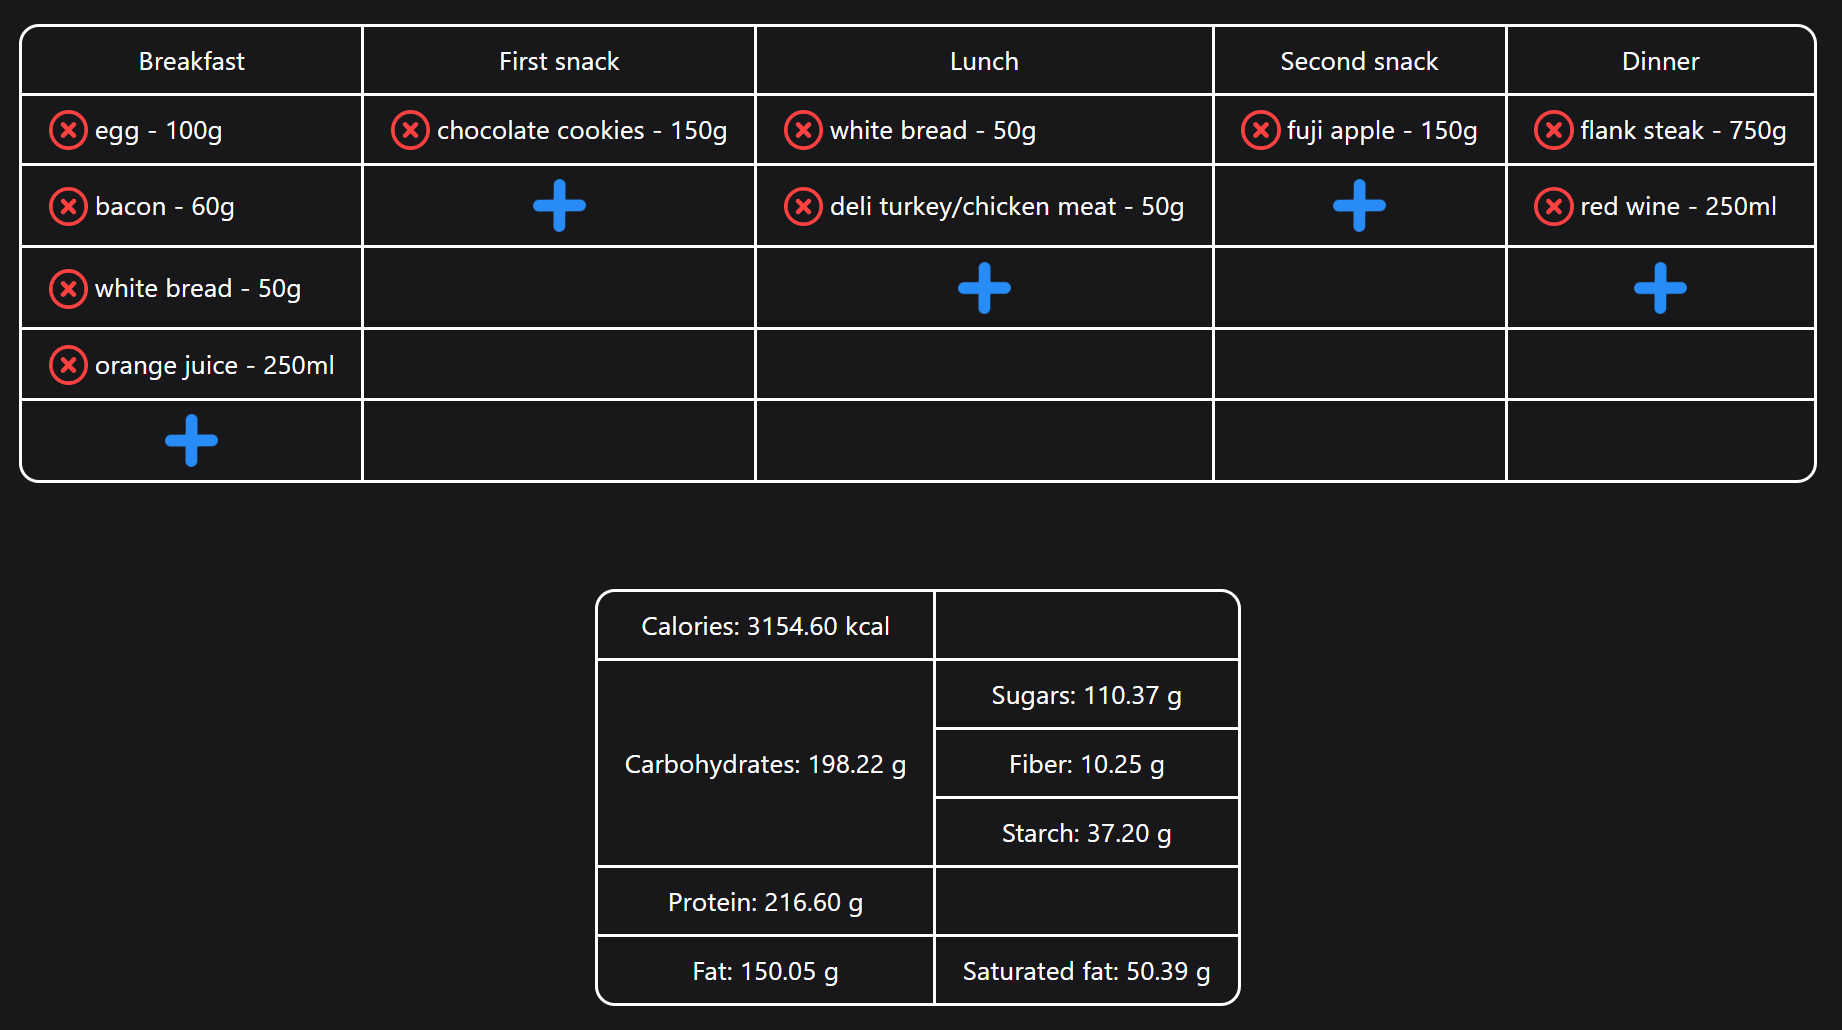 Breakfast
First snack
Lunch
Second snack
Dinner
egg - 100g
chocolate cookies - 150g
white bread - 50g
fuji apple - 150g
flank steak - 750g
bacon - 60g
deli turkey/chicken meat - 50g
red wine - 250ml
white bread - 50g
orange juice - 250ml
Calories: 3154.60 kcal
Carbohydrates: 198.22 g
Sugars: 110.37 g
Fiber: 10.25 g
Starch: 37.20 g
Protein: 216.60 g
Fat: 150.05 g
Saturated fat: 50.39 g